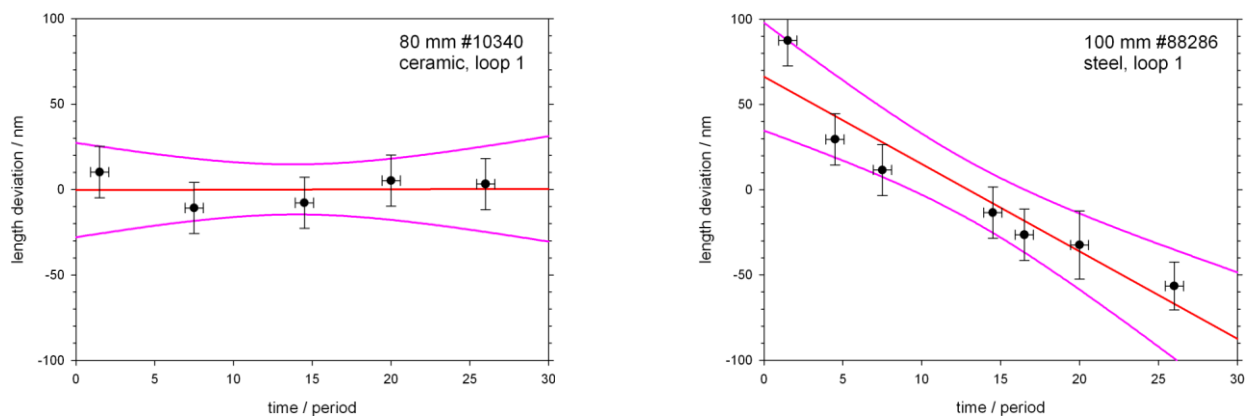 100
50
0
-50
-100
length deviation / nm
80 mm #10340
ceramic, loop 1
0 5 10 15 20 25 30
time / period
100
50
0
-50
-100
length deviation / nm
100 mm #88286
steel, loop 1
0 5 10 15 20 25 30
time / period